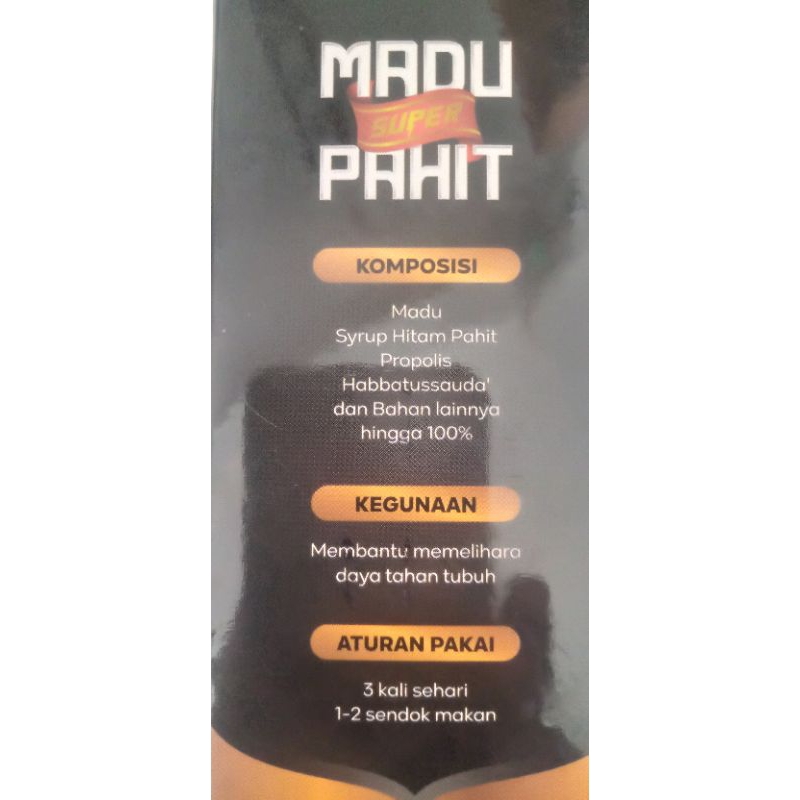 MADU
SUPER
PAHIT
KOMPOSISI
Madu
Syrup Hitam Pahit
Propolis
Habbatussauda'
dan Bahan lainnya
hingga 100%
KEGUNAAN
Membantu memelihara
daya tahan tubuh
ATURAN PAKAI
3 kali sehari
1-2 sendok makan